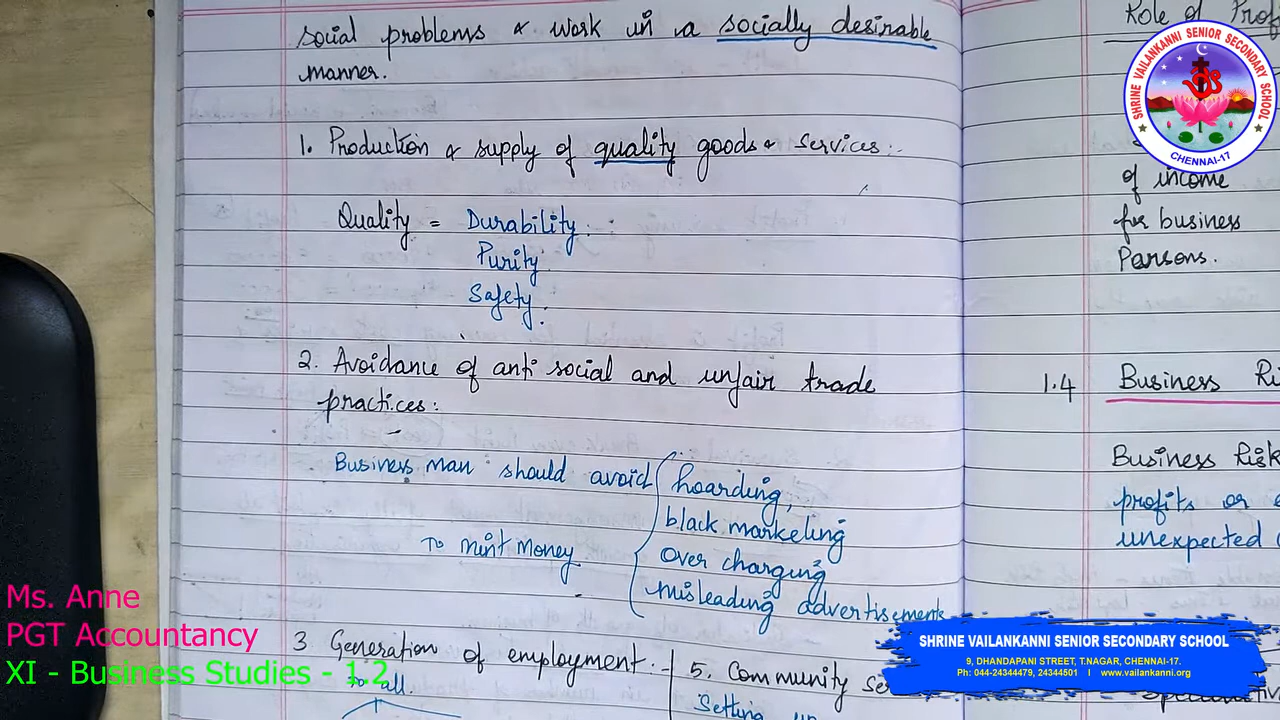 social problems & work in a socially desirable
manner.
1. Production & supply of quality goods & services:-
Quality = Durability.
Purity
Safety.
2. Avoidance of anti social and unfair trade
practices:
Business man should avoid hoarding,
black marketing
To mint money
over charging
misleading advertisements
3 Generation of employment.
to all.
5. Community
Setting up
Role of
of income
for business
Parsons.
1.4 Business
Business Risk
profits or
unexpected
SHRINE VAILANKANNI SENIOR SECONDARY SCHOOL
CHENNAI-17
Ms. Anne
PGT Accountancy
XI - Business Studies - 1.2
SHRINE VAILANKANNI SENIOR SECONDARY SCHOOL
9, DHANDAPANI STREET, T.NAGAR, CHENNAI-17.
Ph: 044-24344479, 24344501 I www.vailankanni.org